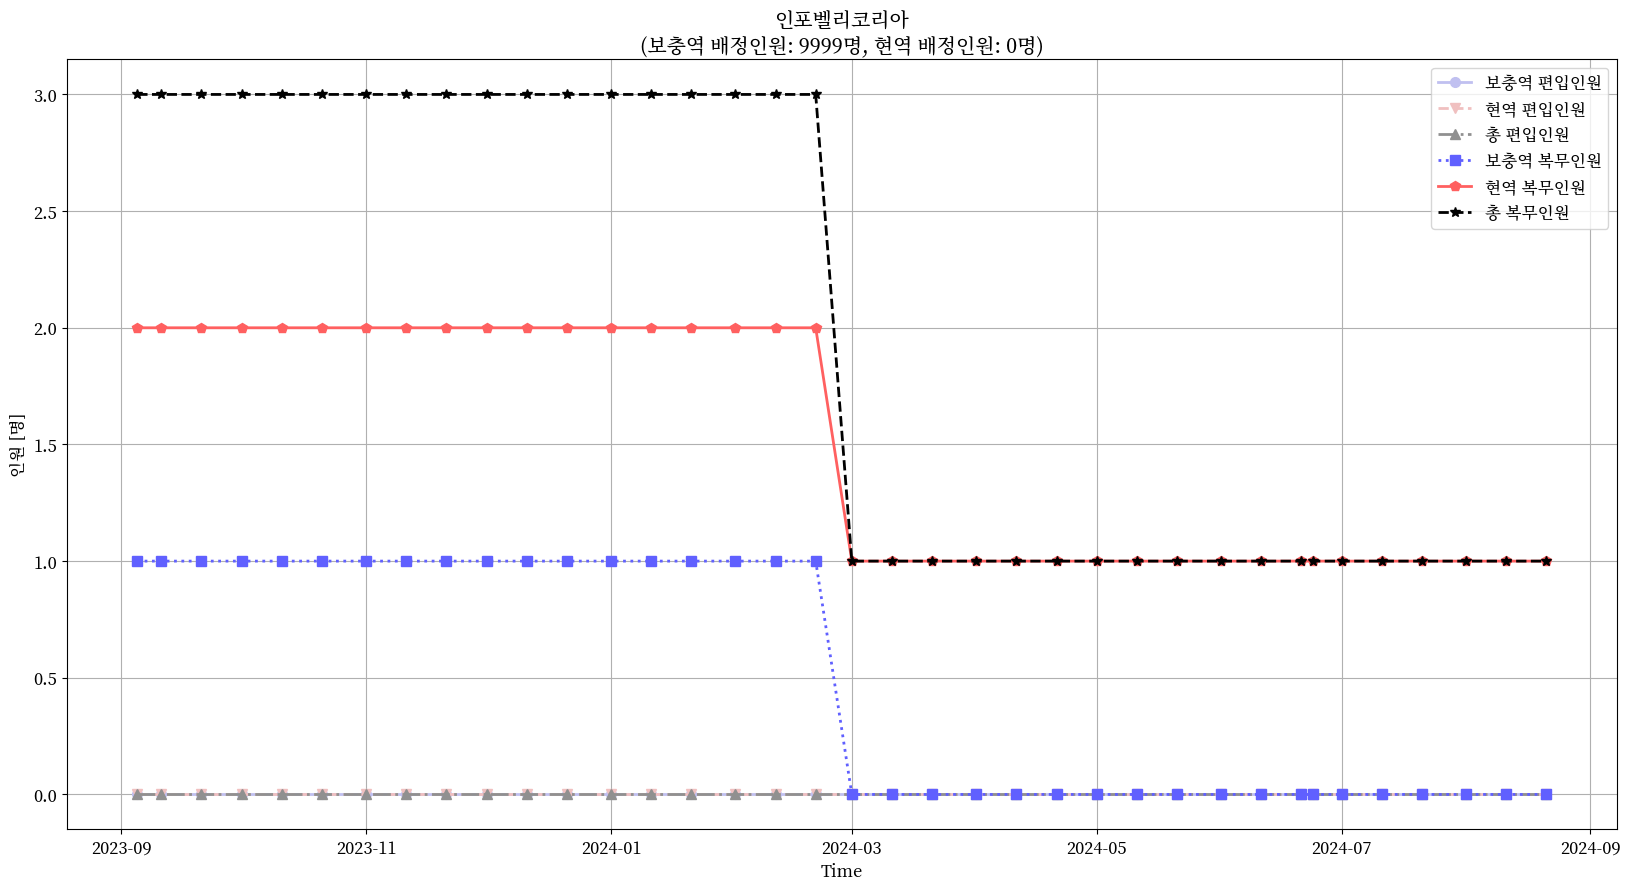 인포벨리코리아
(보충역 배정인원: 9999명, 현역 배정인원: 0명)
보충역 편입인원
현역 편입인원
총 편입인원
보충역 복무인원
현역 복무인원
총 복무인원
인원 [명]
3.0
2.5
2.0
1.5
1.0
0.5
0.0
2023-09
2023-11
2024-01
2024-03
2024-05
2024-07
2024-09
Time